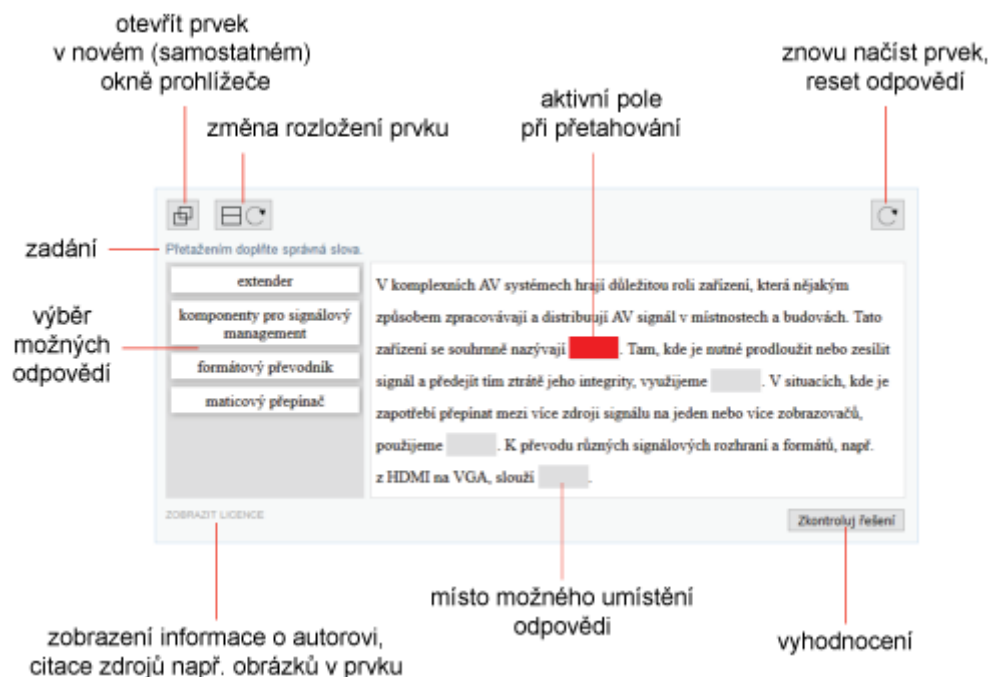 otevřít prvek
v novém (samostatném)
okně prohlížeče
znovu načíst prvek,
reset odpovědí
aktivní pole
při přetahování
změna rozložení prvku
zadání
Přetažením doplňte správná slova.
výběr
možných
odpovědí
extender
komponenty pro signálový
management
formátový převodník
maticový přepínač
V komplexních AV systémech hrají důležitou roli zařízení, která nějakým
způsobem zpracovávají a distribuují AV signál v místnostech a budovách. Tato
zařízení se souhrnně nazývají . Tam, kde je nutné prodloužit nebo zesílit
signál a předejít tím ztrátě jeho integrity, využijeme . V situacích, kde je
zapotřebí přepínat mezi více zdroji signálu na jeden nebo více zobrazovačů,
použijeme . K převodu různých signálových rozhraní a formátů, např.
z HDMI na VGA, slouží .
ZOBRAZIT LICENCE
Zkontroluj řešení
místo možného umístění
odpovědi
vyhodnocení
zobrazení informace o autorovi,
citace zdrojů např. obrázků v prvku